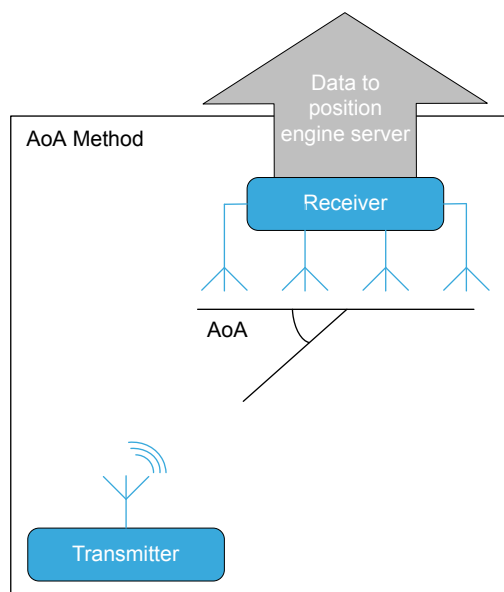 Data to
position
engine server
AoA Method
Receiver
AoA
Transmitter